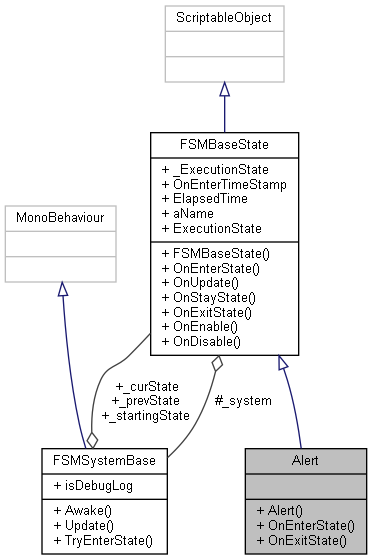 ScriptableObject
FSMBaseState
+ _ExecutionState
+ OnEnterTimeStamp
+ ElapsedTime
+ aName
+ ExecutionState
+ FSMBaseState()
+ OnEnterState()
+ OnUpdate()
+ OnStayState()
+ OnExitState()
+ OnEnable()
+ OnDisable()
MonoBehaviour
+_curState
+_prevState
+_startingState
#_system
FSMSystemBase
+ isDebugLog
+ Awake()
+ Update()
+ TryEnterState()
Alert
+ Alert()
+ OnEnterState()
+ OnExitState()